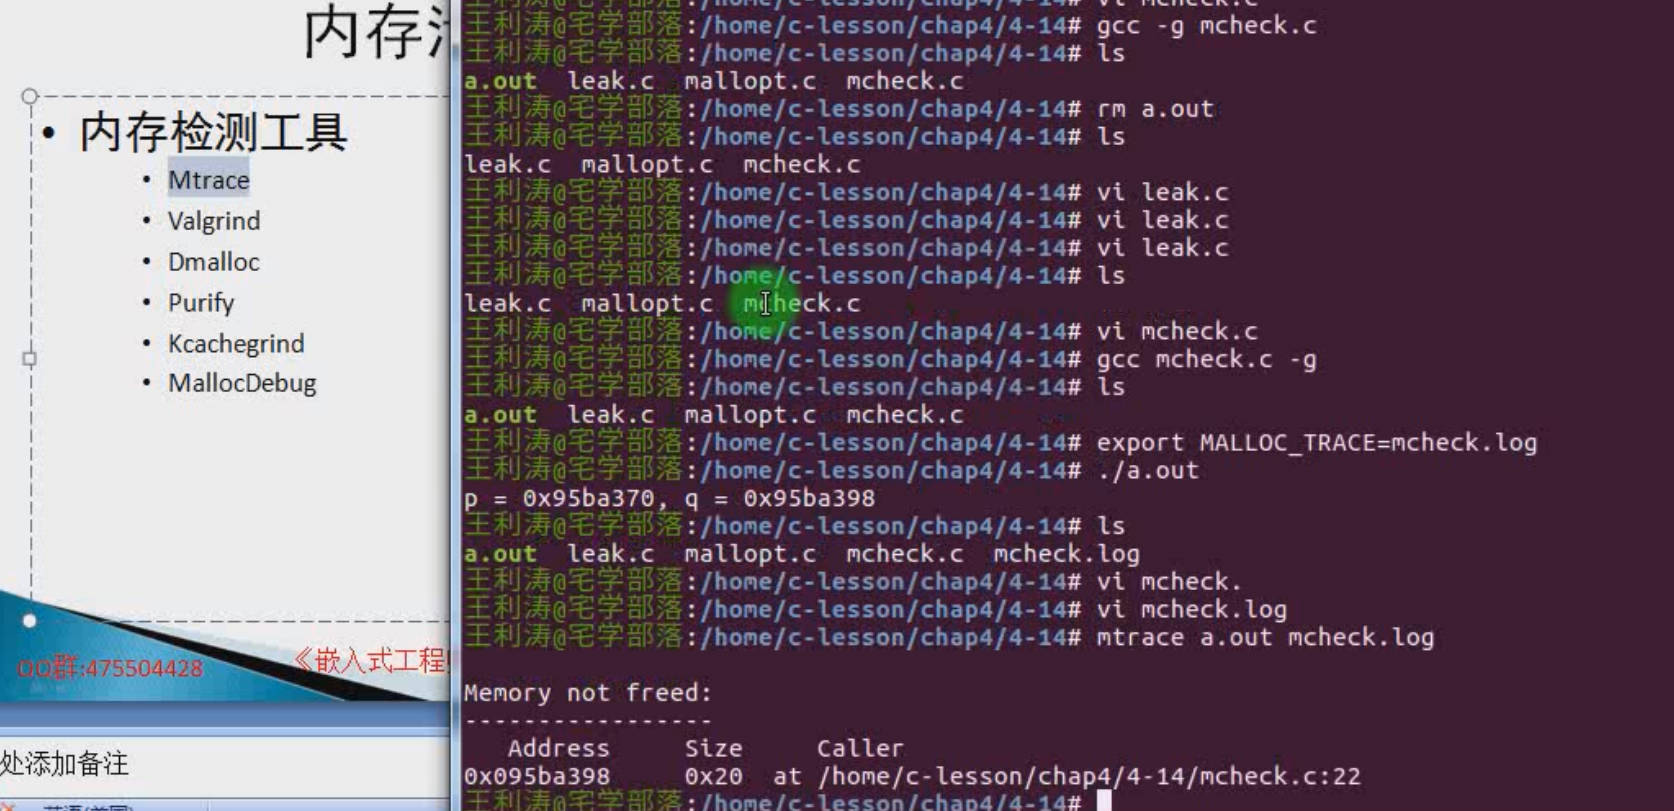 内存
• 内存检测工具
• Mtrace
• Valgrind
• Dmalloc
• Purify
• Kcachegrind
• MallocDebug
QQ群:475504428
《嵌入式工程
处添加备注
王利涛@宅学部落:/home/c-lesson/chap4/4-14# vi mcheck.c
王利涛@宅学部落:/home/c-lesson/chap4/4-14# gcc -g mcheck.c
王利涛@宅学部落:/home/c-lesson/chap4/4-14# ls
a.out  leak.c  mallopt.c  mcheck.c
王利涛@宅学部落:/home/c-lesson/chap4/4-14# rm a.out
王利涛@宅学部落:/home/c-lesson/chap4/4-14# ls
leak.c  mallopt.c  mcheck.c
王利涛@宅学部落:/home/c-lesson/chap4/4-14# vi leak.c
王利涛@宅学部落:/home/c-lesson/chap4/4-14# vi leak.c
王利涛@宅学部落:/home/c-lesson/chap4/4-14# vi leak.c
王利涛@宅学部落:/home/c-lesson/chap4/4-14# ls
leak.c  mallopt.c  mcheck.c
王利涛@宅学部落:/home/c-lesson/chap4/4-14# vi mcheck.c
王利涛@宅学部落:/home/c-lesson/chap4/4-14# gcc mcheck.c -g
王利涛@宅学部落:/home/c-lesson/chap4/4-14# ls
a.out  leak.c  mallopt.c  mcheck.c
王利涛@宅学部落:/home/c-lesson/chap4/4-14# export MALLOC_TRACE=mcheck.log
王利涛@宅学部落:/home/c-lesson/chap4/4-14# ./a.out
p = 0x95ba370, q = 0x95ba398
王利涛@宅学部落:/home/c-lesson/chap4/4-14# ls
a.out  leak.c  mallopt.c  mcheck.c  mcheck.log
王利涛@宅学部落:/home/c-lesson/chap4/4-14# vi mcheck.
王利涛@宅学部落:/home/c-lesson/chap4/4-14# vi mcheck.log
王利涛@宅学部落:/home/c-lesson/chap4/4-14# mtrace a.out mcheck.log
Memory not freed:
-----------------
Address     Size     Caller
0x095ba398     0x20  at /home/c-lesson/chap4/4-14/mcheck.c:22
王利涛@宅学部落:/home/c-lesson/chap4/4-14#